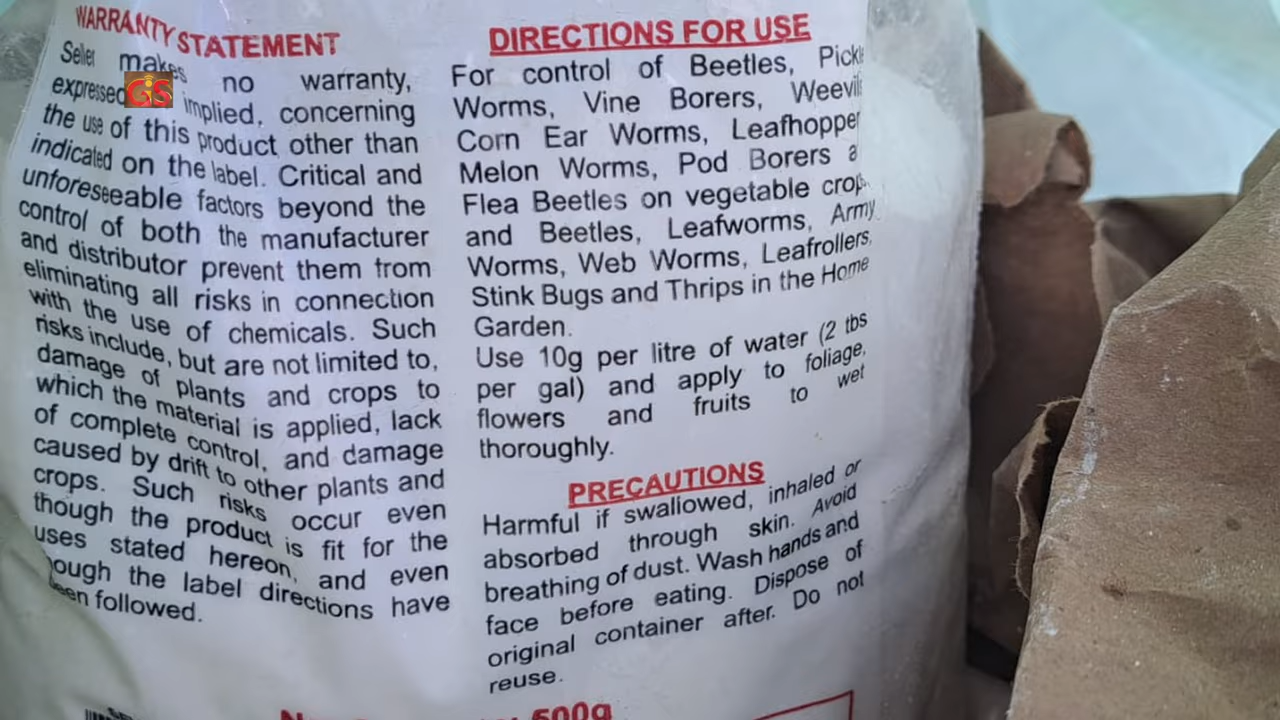 WARRANTY STATEMENT
Seller makes no warranty,
expressed implied, concerning
the use of this product other than
indicated on the label. Critical and
unforeseeable factors beyond the
control of both the manufacturer
and distributor prevent them from
eliminating all risks in connection
with the use of chemicals. Such
risks include, but are not limited to,
damage of plants and crops to
which the material is applied, lack
of complete control, and damage
caused by drift to other plants and
crops. Such risks occur even
though the product is fit for the
uses stated hereon, and even
though the label directions have
been followed.
GiS
DIRECTIONS FOR USE
For control of Beetles, Pickle
Worms, Vine Borers, Weevil
Corn Ear Worms, Leafhopper
Melon Worms, Pod Borers a
Flea Beetles on vegetable crops
and Beetles, Leafworms, Army
Worms, Web Worms, Leafrollers,
Stink Bugs and Thrips in the Home
Garden.
Use 10g per litre of water (2 tbs
per gal) and apply to foliage,
flowers and fruits to wet
thoroughly.
PRECAUTIONS
Harmful if swallowed, inhaled or
absorbed through skin. Avoid
breathing of dust. Wash hands and
face before eating. Dispose of
original container after. Do not
reuse.
500g